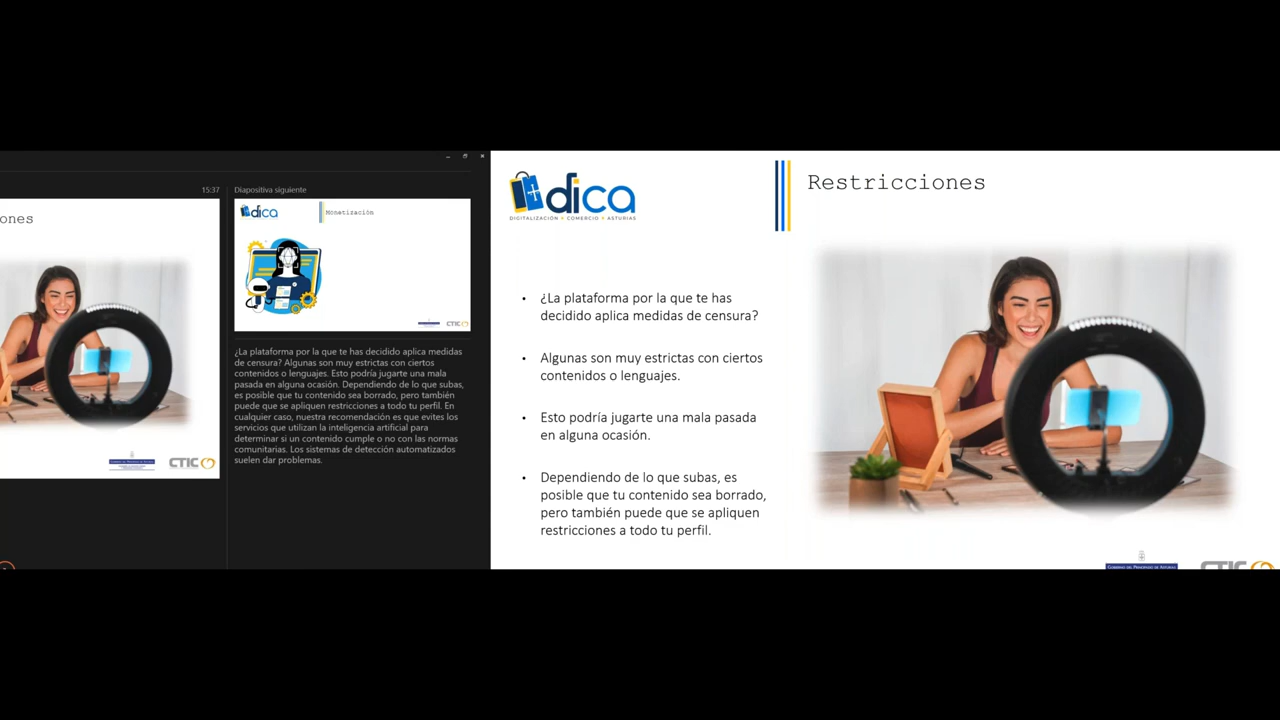 15:37
ones
CTIC
Diapositiva siguiente
dica
Monetización
CTIC
¿La plataforma por la que te has decidido aplica medidas
de censura? Algunas son muy estrictas con ciertos
contenidos o lenguajes. Esto podría jugarte una mala
pasada en alguna ocasión. Dependiendo de lo que subas,
es posible que tu contenido sea borrado, pero también
puede que se apliquen restricciones a todo tu perfil. En
cualquier caso, nuestra recomendación es que evites los
servicios que utilizan la inteligencia artificial para
determinar si un contenido cumple o no con las normas
comunitarias. Los sistemas de detección automatizados
suelen dar problemas.
dica
DIGITALIZACIÓN + COMERCIO + ASTURIAS
Restricciones
• ¿La plataforma por la que te has
decidido aplica medidas de censura?
• Algunas son muy estrictas con ciertos
contenidos o lenguajes.
• Esto podría jugarte una mala pasada
en alguna ocasión.
• Dependiendo de lo que subas, es
posible que tu contenido sea borrado,
pero también puede que se apliquen
restricciones a todo tu perfil.
GOBIERNO DEL PRINCIPADO DE ASTURIAS
CTIC